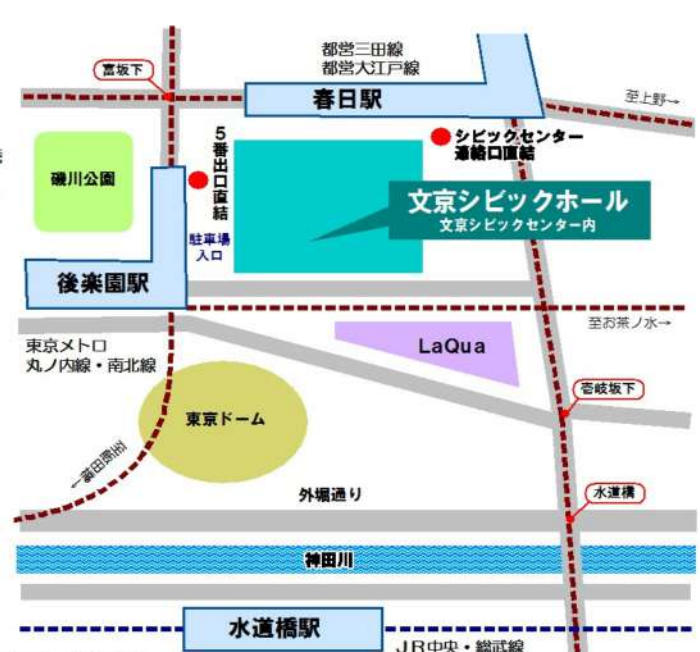 都営三田線
都営大江戸線
富坂下
春日駅
至上野→
5番出口直結
シビックセンター
連絡口直結
礫川公園
文京シビックホール
文京シビックセンター内
駐車場
入口
後楽園駅
至お茶ノ水→
東京メトロ
丸ノ内線・南北線
LaQua
壱岐坂下
東京ドーム
至飯田橋→
外堀通り
水道橋
神田川
水道橋駅
JR中央・総武線